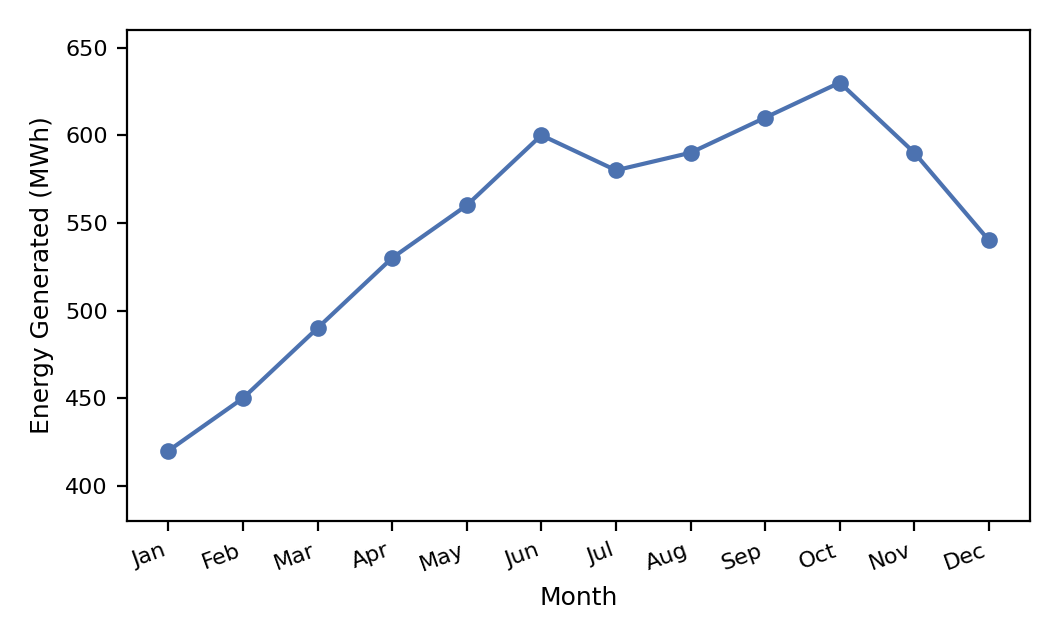 650
600
550
500
450
400
Energy Generated (MWh)
Jan
Feb
Mar
Apr
May
Jun
Jul
Aug
Sep
Oct
Nov
Dec
Month